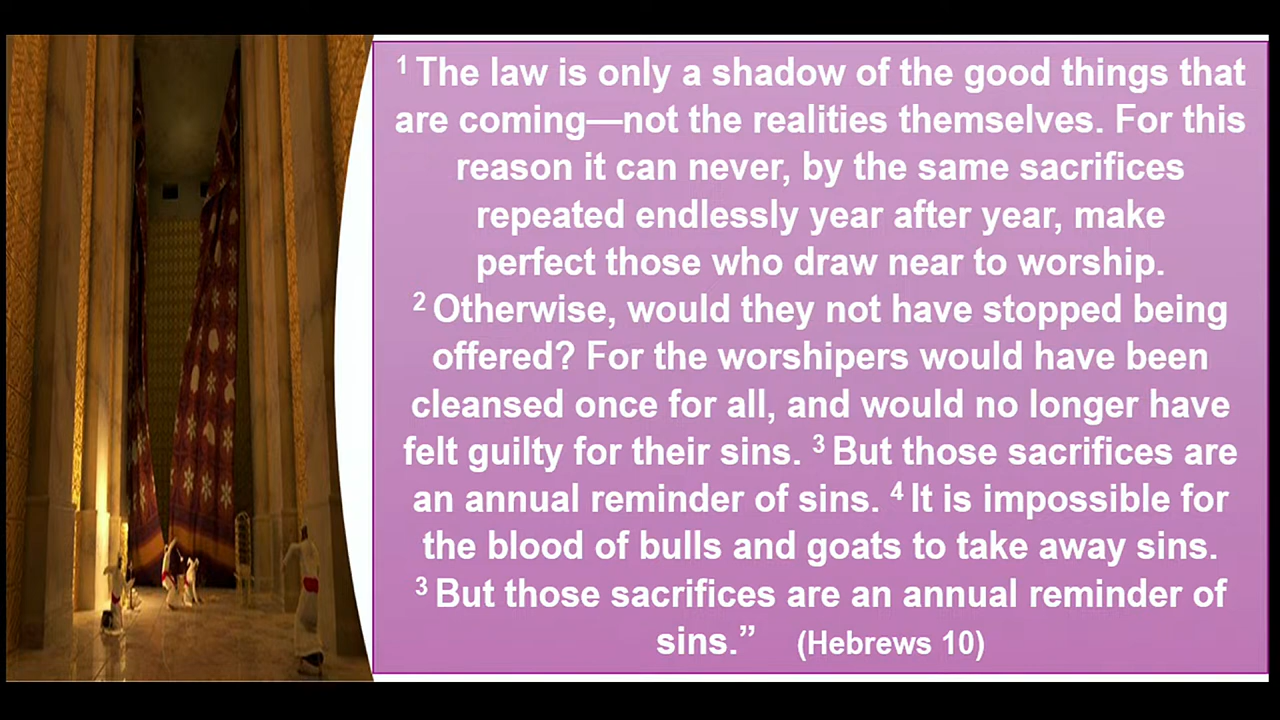 1 The law is only a shadow of the good things that
are coming—not the realities themselves. For this
reason it can never, by the same sacrifices
repeated endlessly year after year, make
perfect those who draw near to worship.
2 Otherwise, would they not have stopped being
offered? For the worshipers would have been
cleansed once for all, and would no longer have
felt guilty for their sins. 3 But those sacrifices are
an annual reminder of sins. 4 It is impossible for
the blood of bulls and goats to take away sins.
3 But those sacrifices are an annual reminder of
sins.” (Hebrews 10)